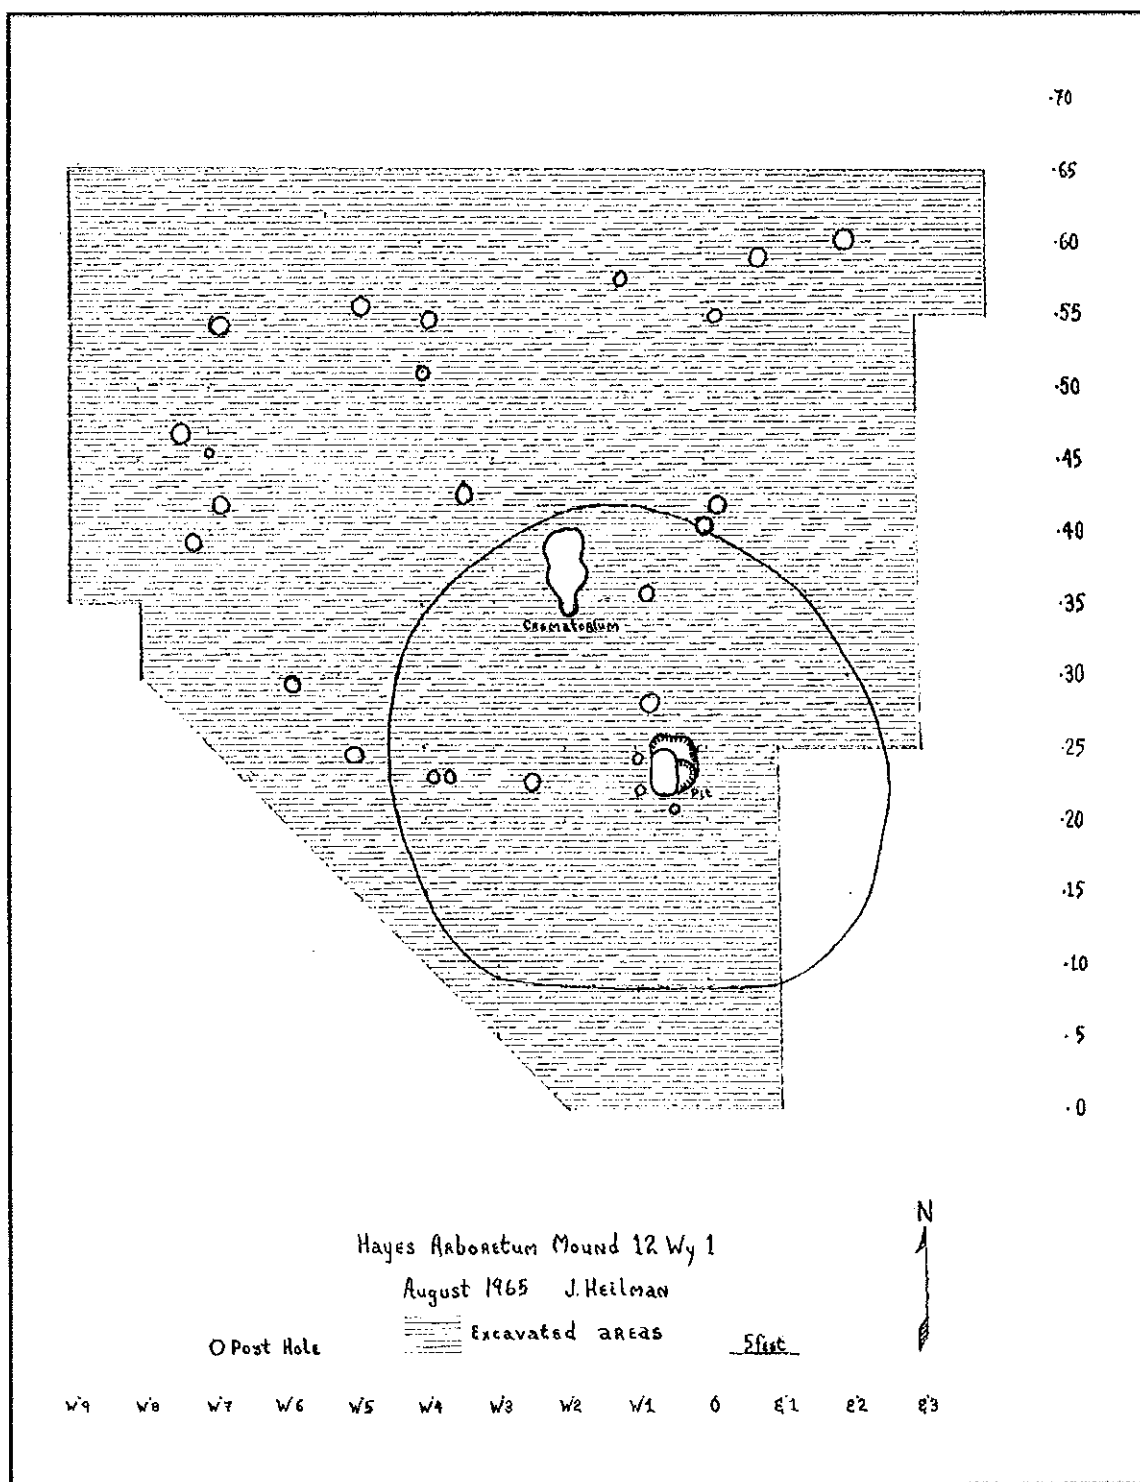 ·70
·65
·60
·55
·50
·45
·40
·35
Crematorium
·30
·25
Pit
·20
·15
·10
·5
·0
N
Hayes Arboretum Mound 12 Wy 1
August 1965 J. Heilman
O Post Hole
Excavated areas
5 feet
W9 W8 W7 W6 W5 W4 W3 W2 W1 0 E1 E2 E3